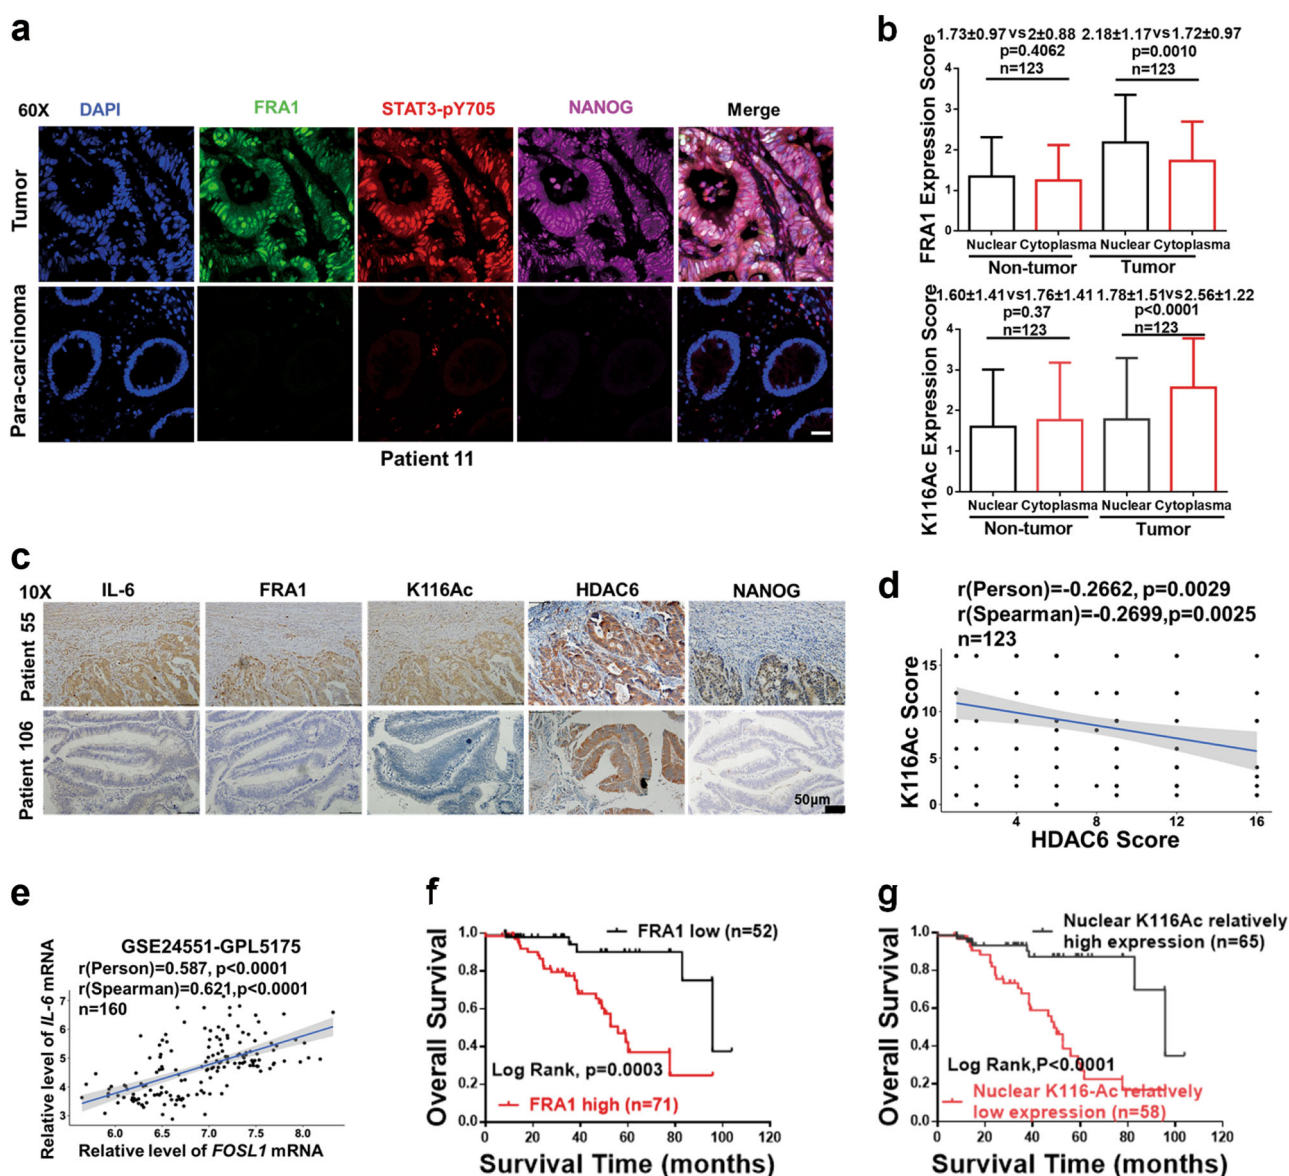 a
60X DAPI FRA1 STAT3-pY705 NANOG Merge
Tumor
Para-carcinoma
Patient 11
b
1.73±0.97 vs 2±0.88 2.18±1.17 vs 1.72±0.97
p=0.4062 p=0.0010
n=123 n=123
FRA1 Expression Score
4
3
2
1
0
Nuclear Cytoplasma Nuclear Cytoplasma
Non-tumor Tumor
1.60±1.41 vs 1.76±1.41 1.78±1.51 vs 2.56±1.22
p=0.37 p<0.0001
n=123 n=123
K116Ac Expression Score
4
3
2
1
0
Nuclear Cytoplasma Nuclear Cytoplasma
Non-tumor Tumor
c
10X IL-6 FRA1 K116Ac HDAC6 NANOG
Patient 55
Patient 106
50μm
d
r(Person)=-0.2662, p=0.0029
r(Spearman)=-0.2699,p=0.0025
n=123
K116Ac Score
15
10
5
0
4 8 12 16
HDAC6 Score
e
GSE24551-GPL5175
r(Person)=0.587, p<0.0001
r(Spearman)=0.621,p<0.0001
n=160
Relative level of IL-6 mRNA
7
6
5
4
3
6.0 6.5 7.0 7.5 8.0
Relative level of FOSL1 mRNA
f
Overall Survival
1.0
0.8
0.6
0.4
0.2
0.0
FRA1 low (n=52)
Log Rank, p=0.0003
FRA1 high (n=71)
0 20 40 60 80 100 120
Survival Time (months)
g
Overall Survival
1.0
0.8
0.6
0.4
0.2
0.0
Nuclear K116Ac relatively
high expression (n=65)
Log Rank,P<0.0001
Nuclear K116-Ac relatively
low expression (n=58)
0 20 40 60 80 100 120
Survival Time (months)